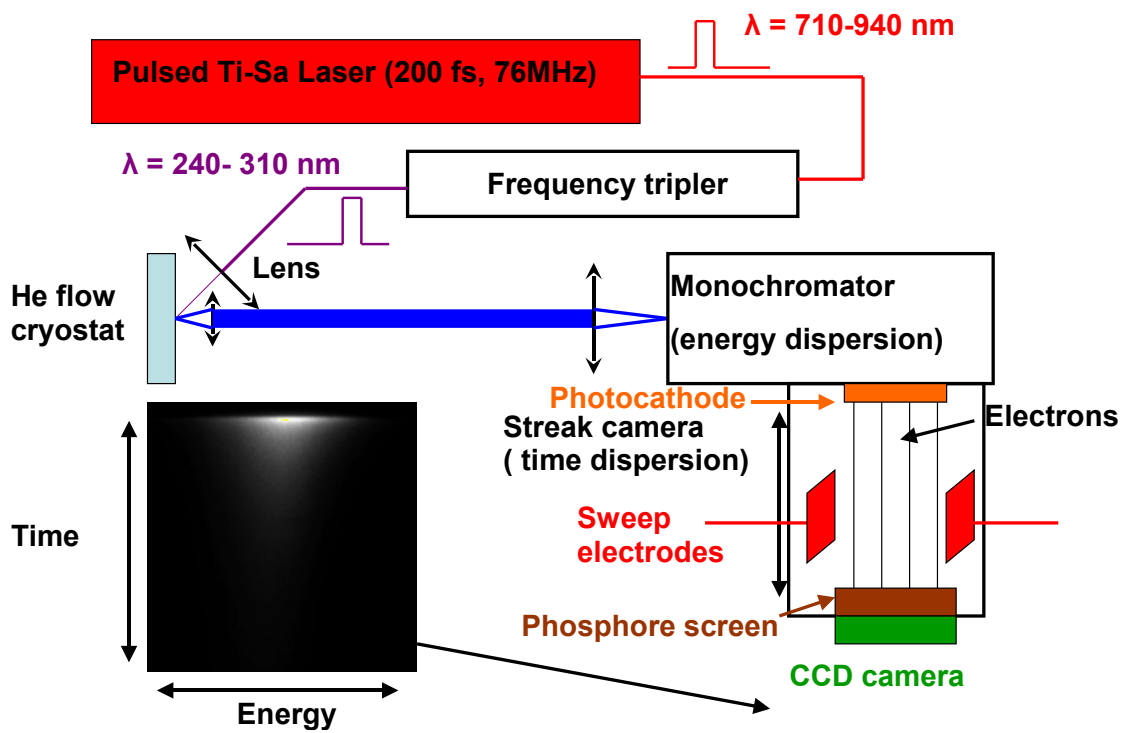 λ = 710-940 nm
Pulsed Ti-Sa Laser (200 fs, 76MHz)
λ = 240- 310 nm
Frequency tripler
Lens
He flow
cryostat
Monochromator
(energy dispersion)
Photocathode
Streak camera
( time dispersion)
Electrons
Time
Sweep
electrodes
Phosphore screen
CCD camera
Energy